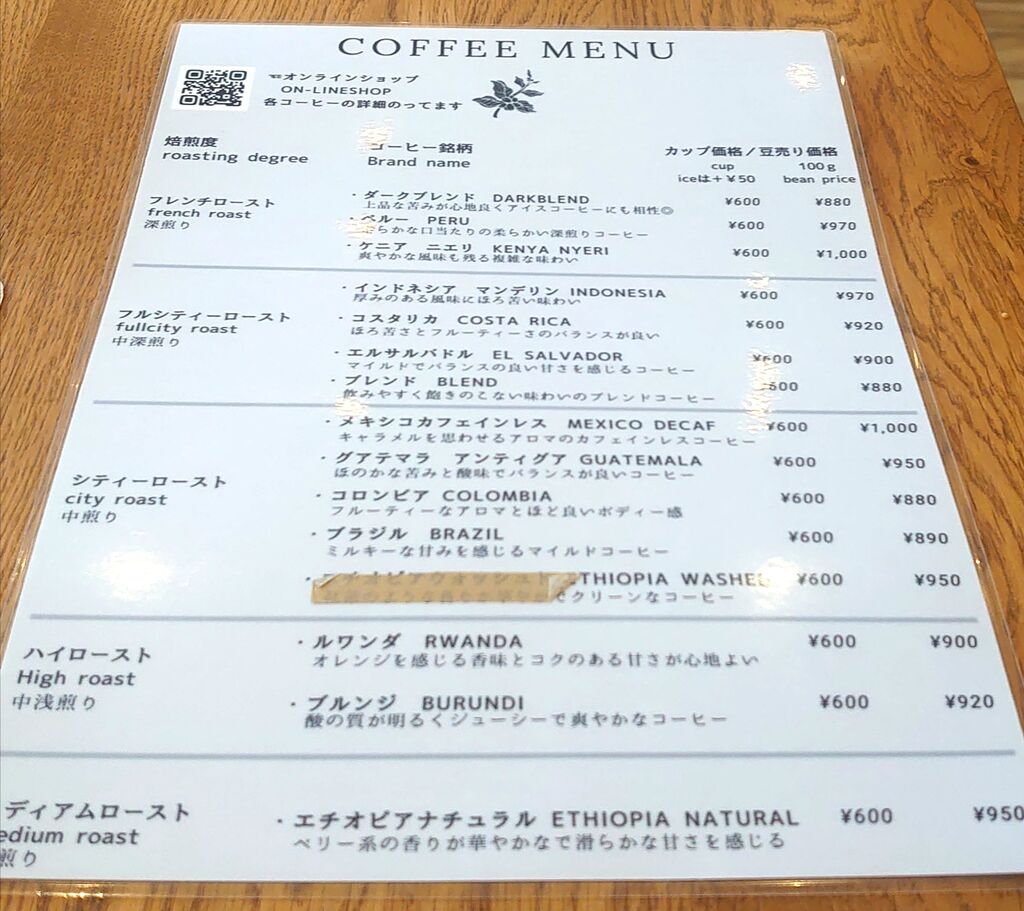 COFFEE MENU
☜オンラインショップ
ON-LINESHOP
各コーヒーの詳細のってます
焙煎度
roasting degree
コーヒー銘柄
Brand name
カップ価格/豆売り価格
cup 100g
iceは+¥50 bean price
フレンチロースト
french roast
深煎り
・ダークブレンド DARKBLEND ¥600 ¥880
上品な苦みが心地良くアイスコーヒーにも相性◎
・ペルー PERU ¥600 ¥970
らかな口当たりの柔らかい深煎りコーヒー
・ケニア ニエリ KENYA NYERI ¥600 ¥1,000
爽やかな風味も残る複雑な味わい
フルシティーロースト
fullcity roast
中深煎り
・インドネシア マンデリン INDONESIA ¥600 ¥970
厚みのある風味にほろ苦い味わい
・コスタリカ COSTA RICA ¥600 ¥920
ほろ苦さとフルーティーさのバランスが良い
・エルサルバドル EL SALVADOR ¥600 ¥900
マイルドでバランスの良い甘さを感じるコーヒー
・ブレンド BLEND ¥600 ¥880
飲みやすく飽きのこない味わいのブレンドコーヒー
シティーロースト
city roast
中煎り
・メキシコカフェインレス MEXICO DECAF ¥600 ¥1,000
キャラメルを思わせるアロマのカフェインレスコーヒー
・グアテマラ アンティグア GUATEMALA ¥600 ¥950
ほのかな苦みと酸味でバランスが良いコーヒー
・コロンビア COLOMBIA ¥600 ¥880
フルーティーなアロマとほど良いボディー感
・ブラジル BRAZIL ¥600 ¥890
ミルキーな甘みを感じるマイルドコーヒー
・エチオピアウォッシュト ETHIOPIA WASHED ¥600 ¥950
でクリーンなコーヒー
ハイロースト
High roast
中浅煎り
・ルワンダ RWANDA ¥600 ¥900
オレンジを感じる香味とコクのある甘さが心地よい
・ブルンジ BURUNDI ¥600 ¥920
酸の質が明るくジューシーで爽やかなコーヒー
ディアムロースト
edium roast
煎り
・エチオピアナチュラル ETHIOPIA NATURAL ¥600 ¥950
ベリー系の香りが華やかなで滑らかな甘さを感じる